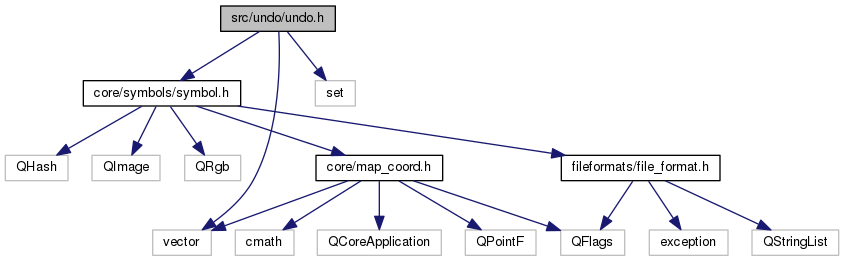 src/undo/undo.h
core/symbols/symbol.h
set
QHash
QImage
QRgb
core/map_coord.h
fileformats/file_format.h
vector
cmath
QCoreApplication
QPointF
QFlags
exception
QStringList